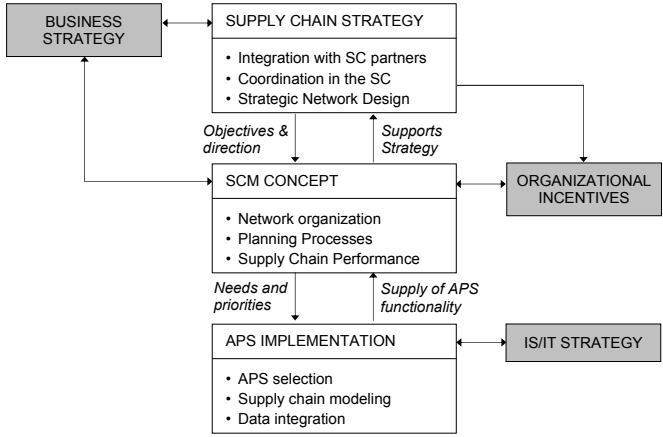 BUSINESS
STRATEGY
SUPPLY CHAIN STRATEGY
• Integration with SC partners
• Coordination in the SC
• Strategic Network Design
Objectives &
direction
Supports
Strategy
SCM CONCEPT
• Network organization
• Planning Processes
• Supply Chain Performance
ORGANIZATIONAL
INCENTIVES
Needs and
priorities
Supply of APS
functionality
APS IMPLEMENTATION
• APS selection
• Supply chain modeling
• Data integration
IS/IT STRATEGY